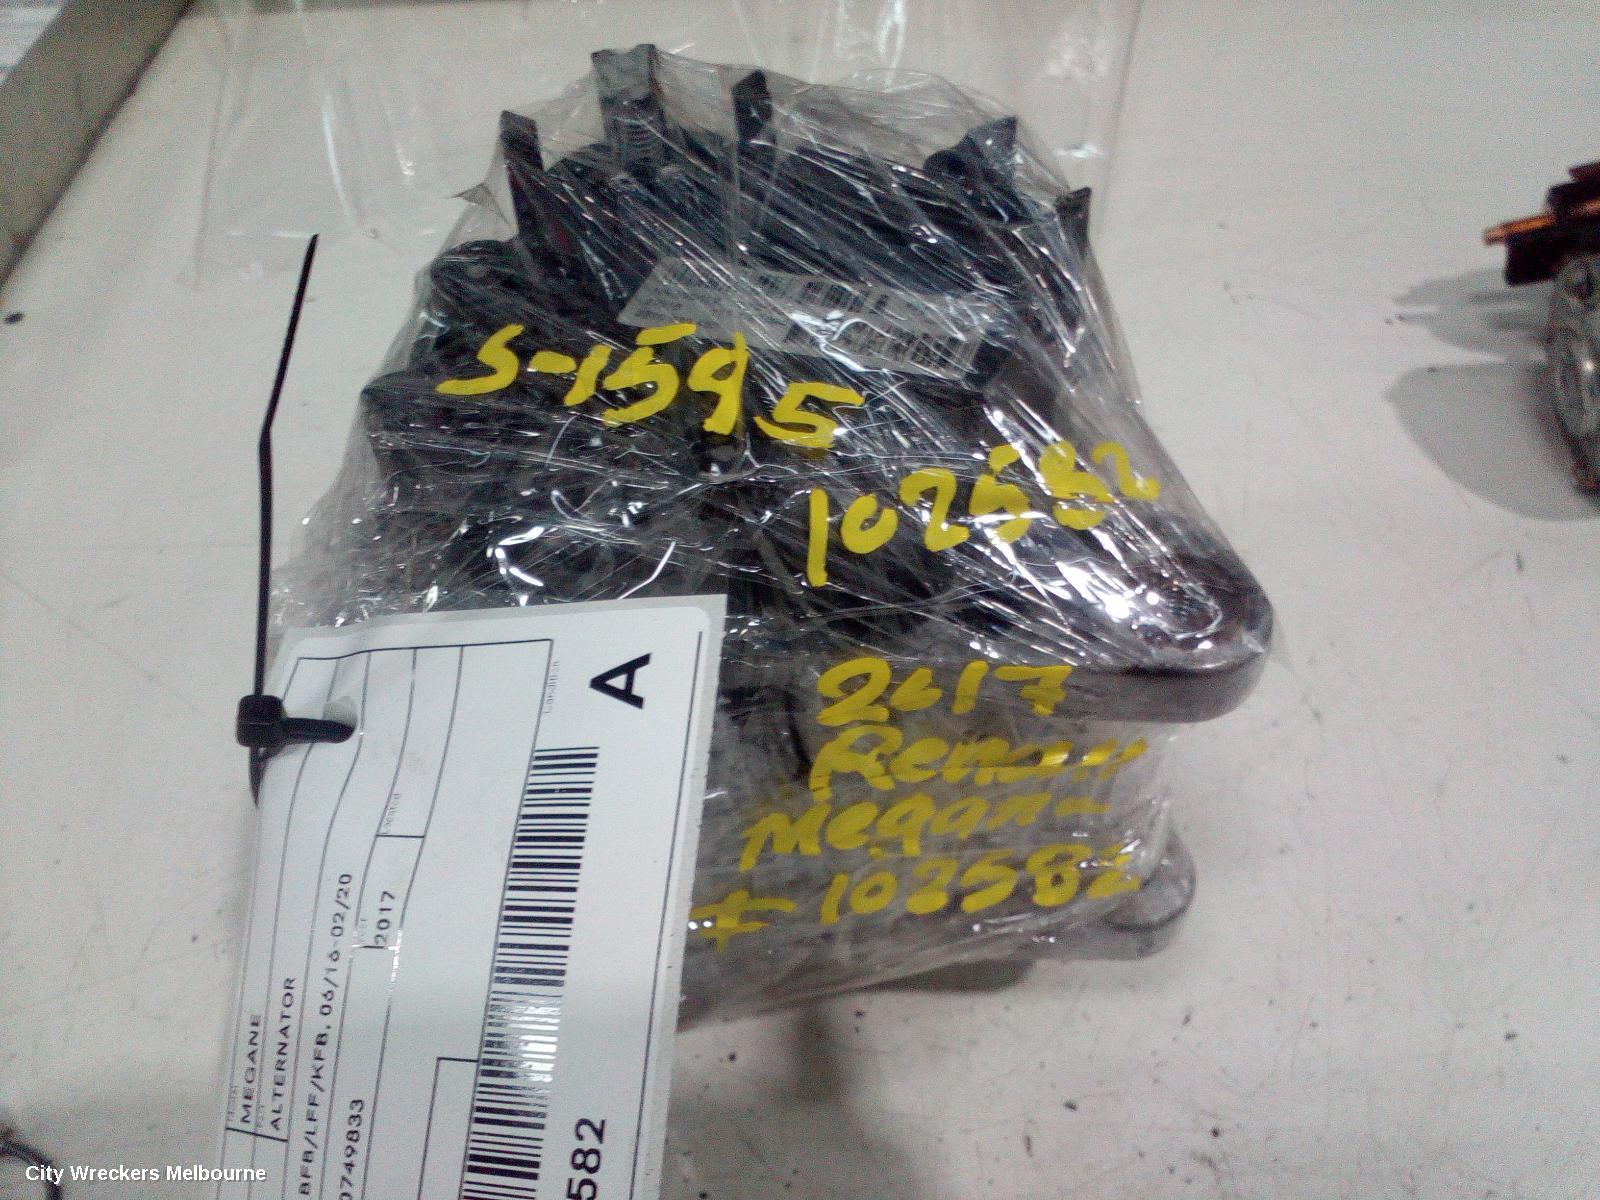 S-1595
102582
2017
Renault
Megane
+ 102582
A
Condition
MEGANE
ALTERNATOR
BFB/LFF/KFB, 06/16-02/20
2017
0749833
582
City Wreckers Melbourne